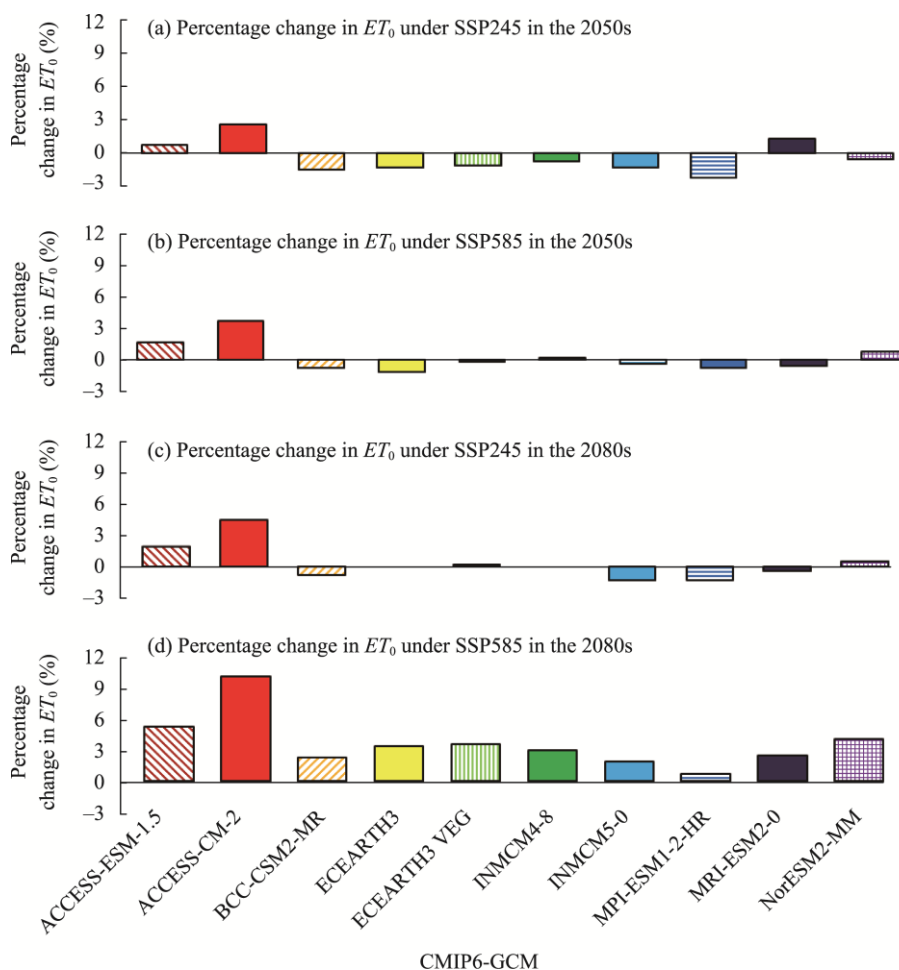 (a) Percentage change in ET₀ under SSP245 in the 2050s
Percentage
change in ET₀ (%)
12
9
6
3
0
–3
(b) Percentage change in ET₀ under SSP585 in the 2050s
Percentage
change in ET₀ (%)
12
9
6
3
0
–3
(c) Percentage change in ET₀ under SSP245 in the 2080s
Percentage
change in ET₀ (%)
12
9
6
3
0
–3
(d) Percentage change in ET₀ under SSP585 in the 2080s
Percentage
change in ET₀ (%)
12
9
6
3
0
–3
ACCESS-ESM-1.5
ACCESS-CM-2
BCC-CSM2-MR
ECEARTH3
ECEARTH3 VEG
INMCM4-8
INMCM5-0
MPI-ESM1-2-HR
MRI-ESM2-0
NorESM2-MM
CMIP6-GCM